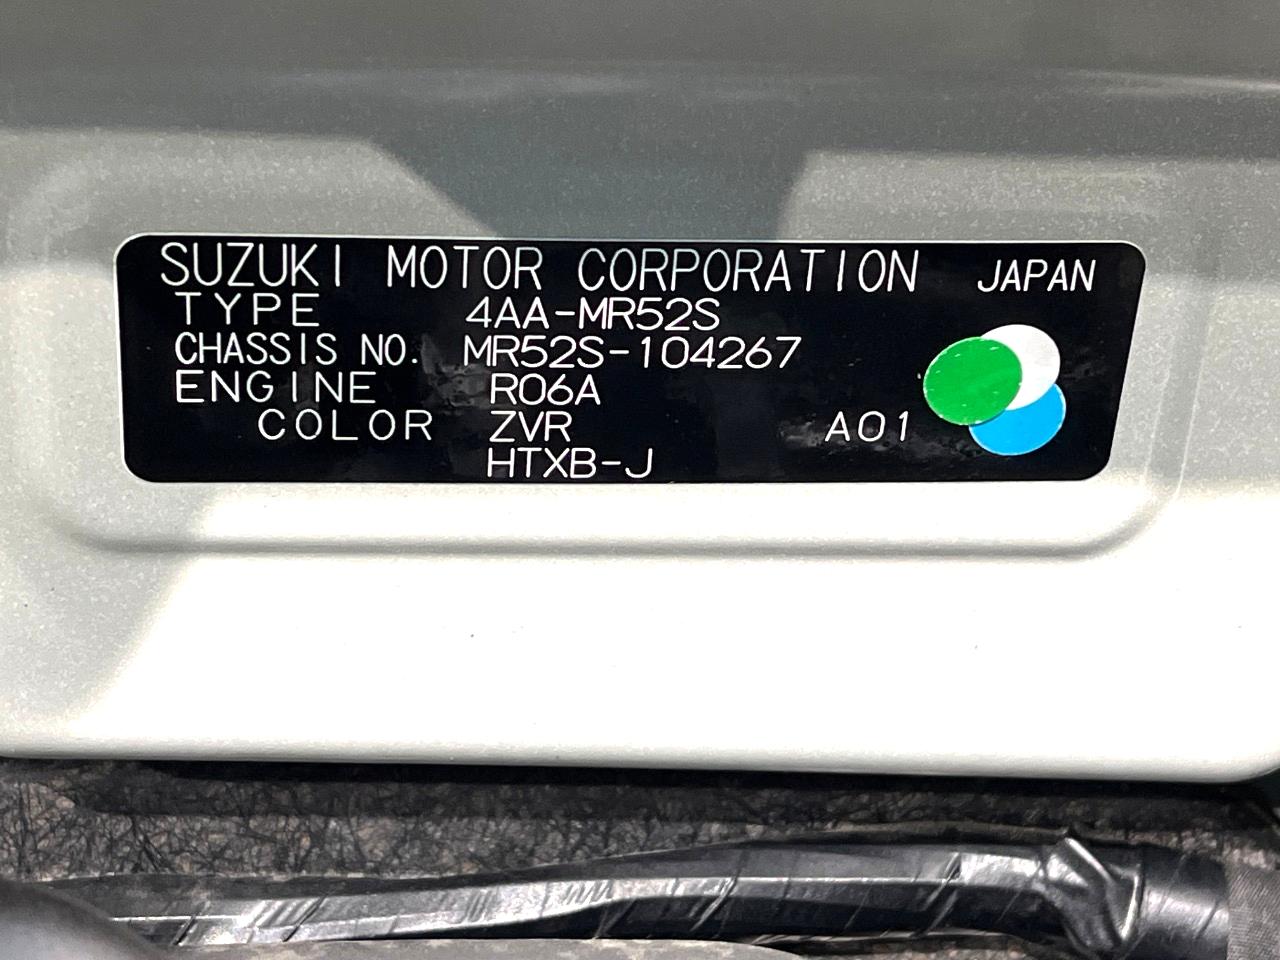 SUZUKI MOTOR CORPORATION JAPAN
TYPE 4AA-MR52S
CHASSIS NO. MR52S-104267
ENGINE R06A
COLOR ZVR A01
HTXB-J